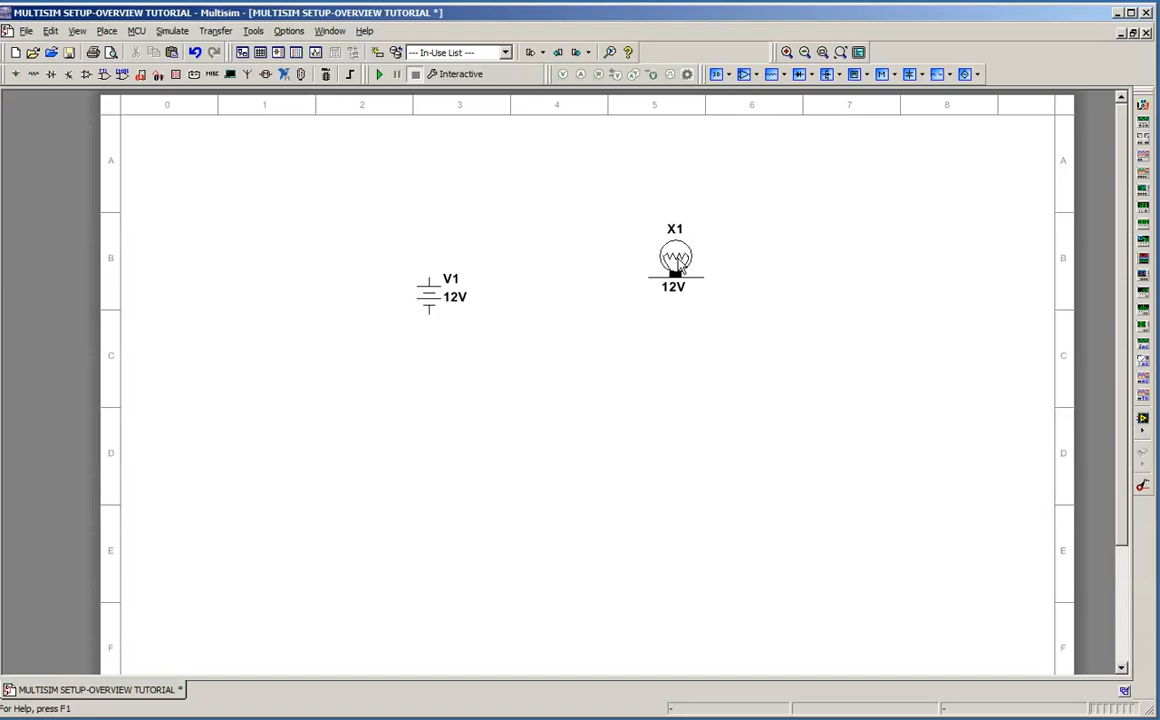 MULTISIM SETUP-OVERVIEW TUTORIAL - Multisim - [MULTISIM SETUP-OVERVIEW TUTORIAL *]
File Edit View Place MCU Simulate Transfer Tools Options Window Help
--- In-Use List ---
MISC Interactive
0 1 2 3 4 5 6 7 8
A A
X1
B B
V1
12V
12V
C C
D D
E E
F F
MULTISIM SETUP-OVERVIEW TUTORIAL *
For Help, press F1 - -